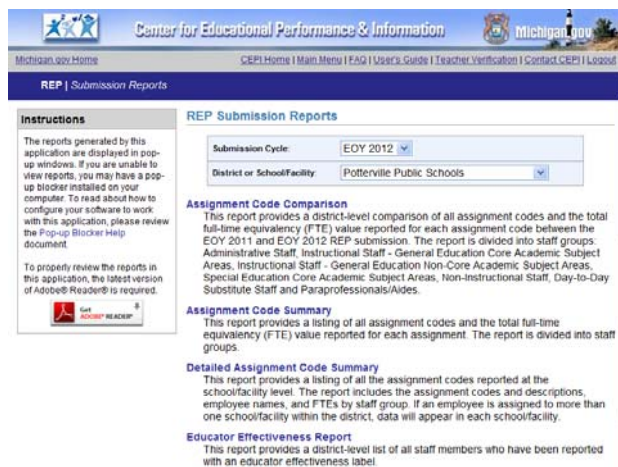 Center for Educational Performance & Information
Michigan.gov
Michigan.gov Home
CEPI Home | Main Menu | FAQ | User's Guide | Teacher Verification | Contact CEPI | Logout
REP | Submission Reports
Instructions
The reports generated by this
application are displayed in pop-
up windows. If you are unable to
view reports, you may have a pop-
up blocker installed on your
computer. To read about how to
configure your software to work
with this application, please review
the Pop-up Blocker Help
document.
To properly review the reports in
this application, the latest version
of Adobe® Reader® is required.
Get
ADOBE® READER®
REP Submission Reports
Submission Cycle: EOY 2012
District or School/Facility: Potterville Public Schools
Assignment Code Comparison
This report provides a district-level comparison of all assignment codes and the total
full-time equivalency (FTE) value reported for each assignment code between the
EOY 2011 and EOY 2012 REP submission. The report is divided into staff groups:
Administrative Staff, Instructional Staff - General Education Core Academic Subject
Areas, Instructional Staff - General Education Non-Core Academic Subject Areas,
Special Education Core Academic Subject Areas, Non-Instructional Staff, Day-to-Day
Substitute Staff and Paraprofessionals/Aides.
Assignment Code Summary
This report provides a listing of all assignment codes and the total full-time
equivalency (FTE) value reported for each assignment. The report is divided into staff
groups.
Detailed Assignment Code Summary
This report provides a listing of all the assignment codes reported at the
school/facility level. The report includes the assignment codes and descriptions,
employee names, and FTEs by staff group. If an employee is assigned to more than
one school/facility within the district, data will appear in each school/facility.
Educator Effectiveness Report
This report provides a district-level list of all staff members who have been reported
with an educator effectiveness label.